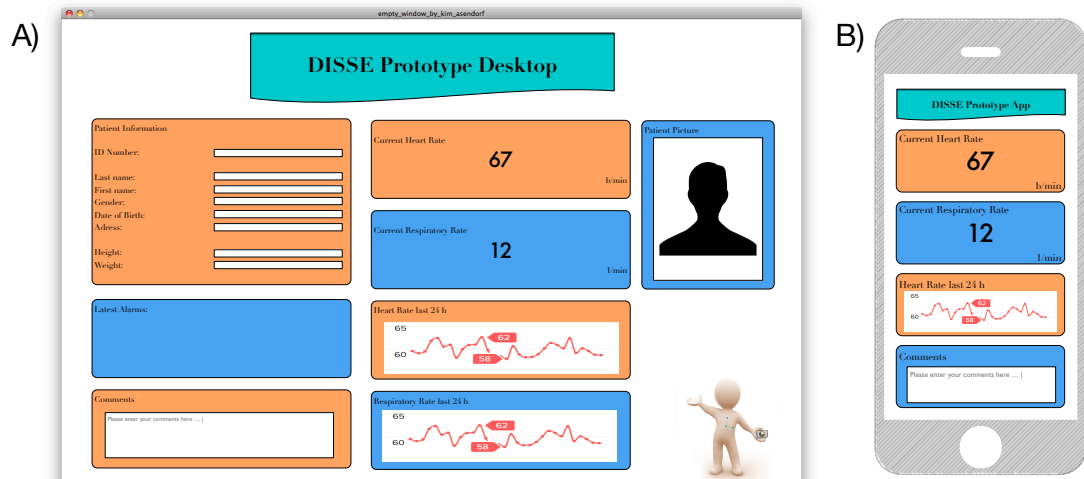 A)
empty_window_by_kim_asendorf
DISSE Prototype Desktop
Patient Information
ID Number:
Last name:
First name:
Gender:
Date of Birth:
Adress:
Height:
Weight:
Latest Alarms:
Comments
Please enter your comments here .... |
Current Heart Rate
67
b/min
Current Respiratory Rate
12
1/min
Heart Rate last 24 h
65
62
60
58
Respiratory Rate last 24 h
65
62
60
58
Patient Picture
B)
DISSE Prototype App
Current Heart Rate
67
b/min
Current Respiratory Rate
12
1/min
Heart Rate last 24 h
65
62
60
58
Comments
Please enter your comments here .... |